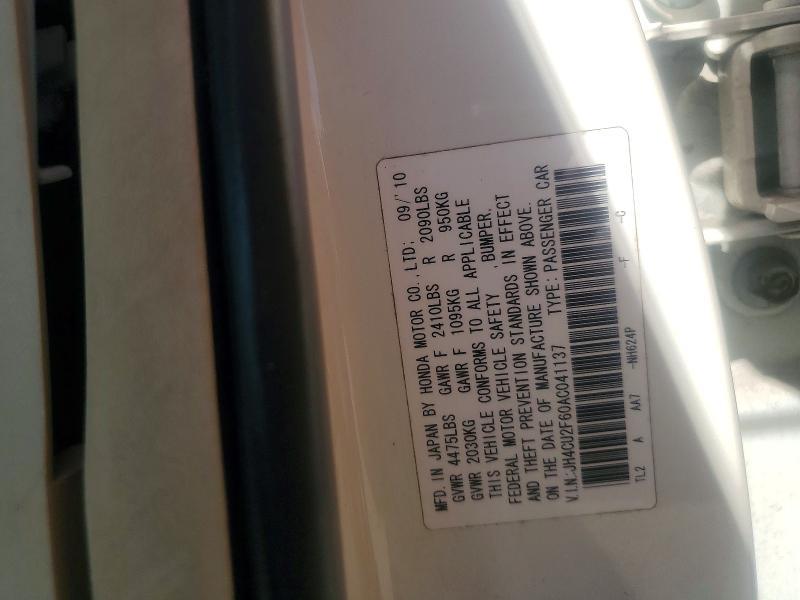 MFD. IN JAPAN BY HONDA MOTOR CO., LTD; 09/'10
GVWR 4475LBS GAWR F 2410LBS R 2090LBS
GVWR 2030KG GAWR F 1095KG R 950KG
THIS VEHICLE CONFORMS TO ALL APPLICABLE
FEDERAL MOTOR VEHICLE SAFETY , BUMPER,
AND THEFT PREVENTION STANDARDS IN EFFECT
ON THE DATE OF MANUFACTURE SHOWN ABOVE.
V.I.N.:JH4CU2F60AC041137 TYPE: PASSENGER CAR
TL2 A AA7 -NH624P -F -C